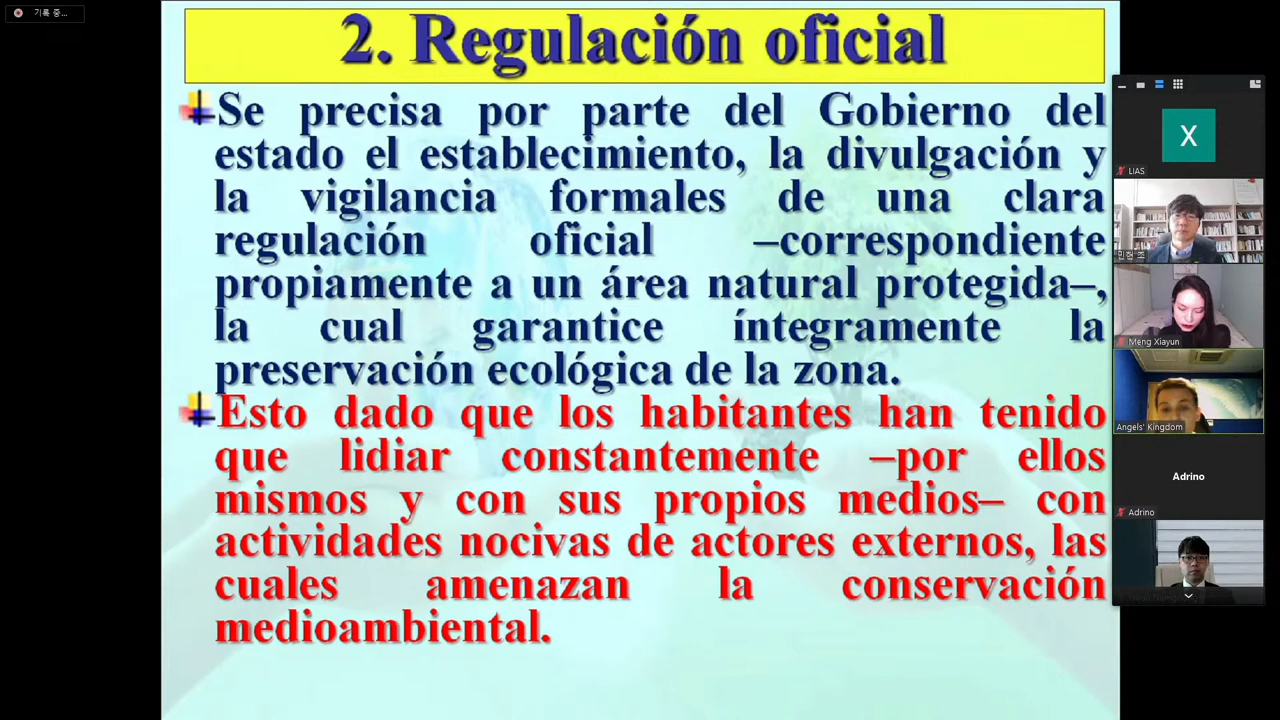 기록 중...
2. Regulación oficial
Se precisa por parte del Gobierno del
estado el establecimiento, la divulgación y
la vigilancia formales de una clara
regulación oficial –correspondiente
propiamente a un área natural protegida–,
la cual garantice íntegramente la
preservación ecológica de la zona.
Esto dado que los habitantes han tenido
que lidiar constantemente –por ellos
mismos y con sus propios medios– con
actividades nocivas de actores externos, las
cuales amenazan la conservación
medioambiental.
X
LIAS
민헌 조
Meng Xiayun
Angels' Kingdom
Adrino
Adrino